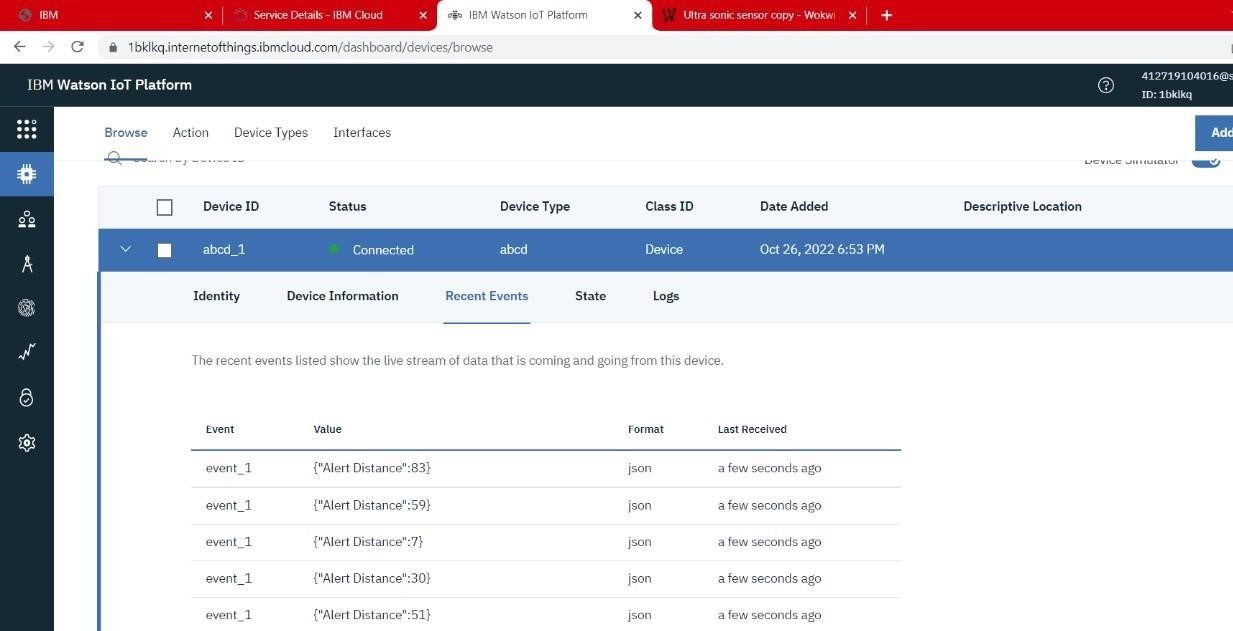 IBM
Service Details - IBM Cloud
IBM Watson IoT Platform
Ultra sonic sensor copy - Wokwi
1bklkq.internetofthings.ibmcloud.com/dashboard/devices/browse
IBM Watson IoT Platform
412719104016@s
ID: 1bklkq
Browse Action Device Types Interfaces
Add
Search by Device ID
Device Simulator
Device ID Status Device Type Class ID Date Added Descriptive Location
abcd_1 Connected abcd Device Oct 26, 2022 6:53 PM
Identity Device Information Recent Events State Logs
The recent events listed show the live stream of data that is coming and going from this device.
Event Value Format Last Received
event_1 {"Alert Distance":83} json a few seconds ago
event_1 {"Alert Distance":59} json a few seconds ago
event_1 {"Alert Distance":7} json a few seconds ago
event_1 {"Alert Distance":30} json a few seconds ago
event_1 {"Alert Distance":51} json a few seconds ago